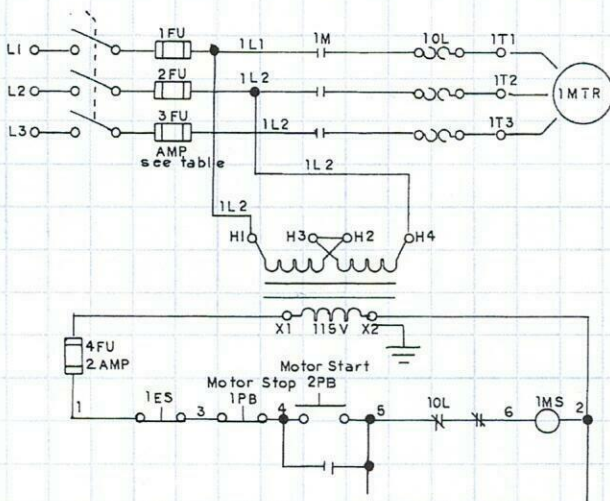 1FU 1L1 1M 1OL 1T1
L1
2FU 1L2 1T2
L2 1MTR
3FU 1L2 1T3
L3
AMP
see table
1L2
1L2
H1 H3 H2 H4
X1 115V X2
4FU
2 AMP
Motor Start
Motor Stop 2PB
1ES 1PB 1OL 1MS
1 3 4 5 6 2